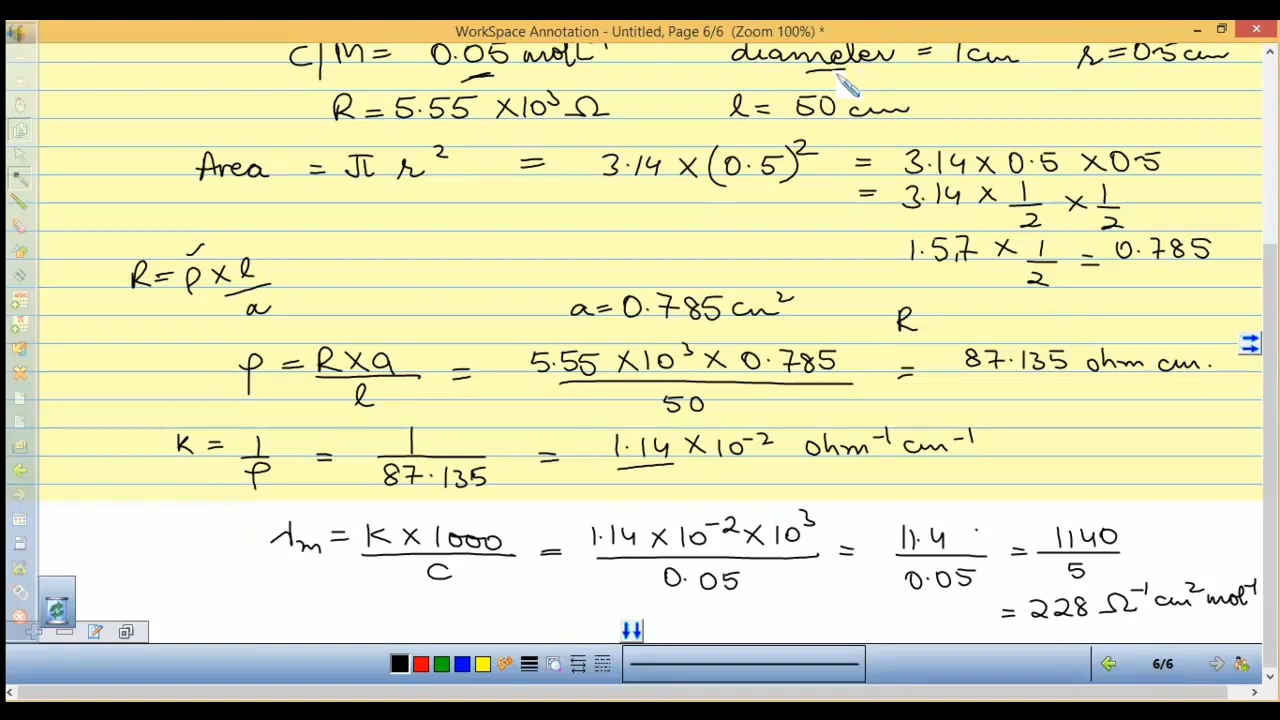 WorkSpace Annotation - Untitled, Page 6/6 (Zoom 100%) *
C/M = 0.05 mol L⁻¹ diameter = 1cm r = 0.5 cm
R = 5.55 × 10³ Ω l = 50 cm
Area = π r² = 3.14 × (0.5)² = 3.14 × 0.5 × 0.5
= 3.14 × 1/2 × 1/2
1.57 × 1/2 = 0.785
R = ρ × l/a
a = 0.785 cm²
R
ρ = R × a / l = 5.55 × 10³ × 0.785 / 50 = 87.135 ohm cm.
K = 1/ρ = 1/87.135 = 1.14 × 10⁻² ohm⁻¹ cm⁻¹
λm = K × 1000 / C = 1.14 × 10⁻² × 10³ / 0.05 = 11.4 / 0.05 = 1140 / 5
= 228 Ω⁻¹ cm² mol⁻¹
6/6